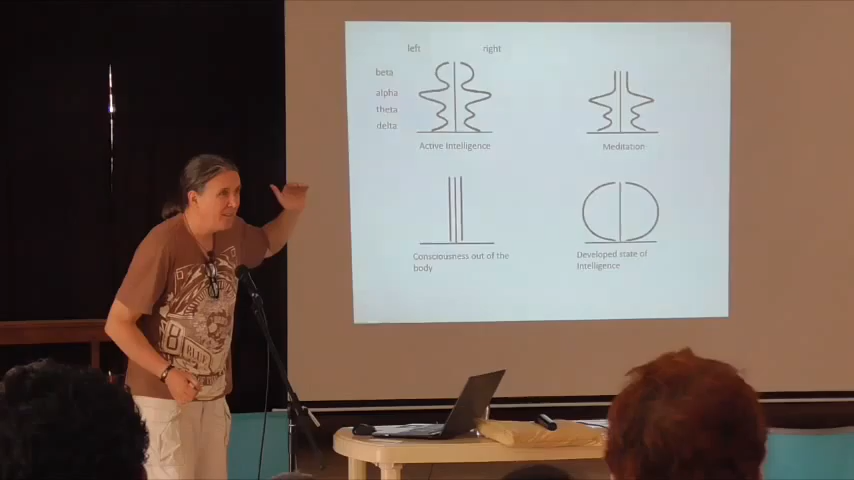 left right
beta
alpha
theta
delta
Active Intelligence
Meditation
Consciousness out of the
body
Developed state of
Intelligence